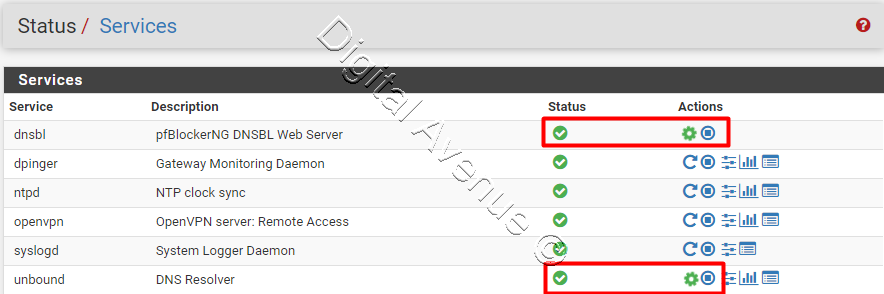 Status / Services
Services
Service Description Status Actions
dnsbl pfBlockerNG DNSBL Web Server
dpinger Gateway Monitoring Daemon
ntpd NTP clock sync
openvpn OpenVPN server: Remote Access
syslogd System Logger Daemon
unbound DNS Resolver
Digital Avenue @